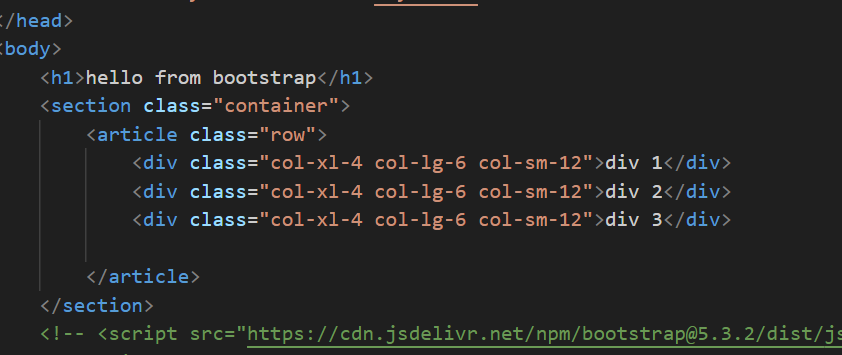 </head>
<body>
<h1>hello from bootstrap</h1>
<section class="container">
<article class="row">
<div class="col-xl-4 col-lg-6 col-sm-12">div 1</div>
<div class="col-xl-4 col-lg-6 col-sm-12">div 2</div>
<div class="col-xl-4 col-lg-6 col-sm-12">div 3</div>
</article>
</section>
<!-- <script src="https://cdn.jsdelivr.net/npm/bootstrap@5.3.2/dist/js